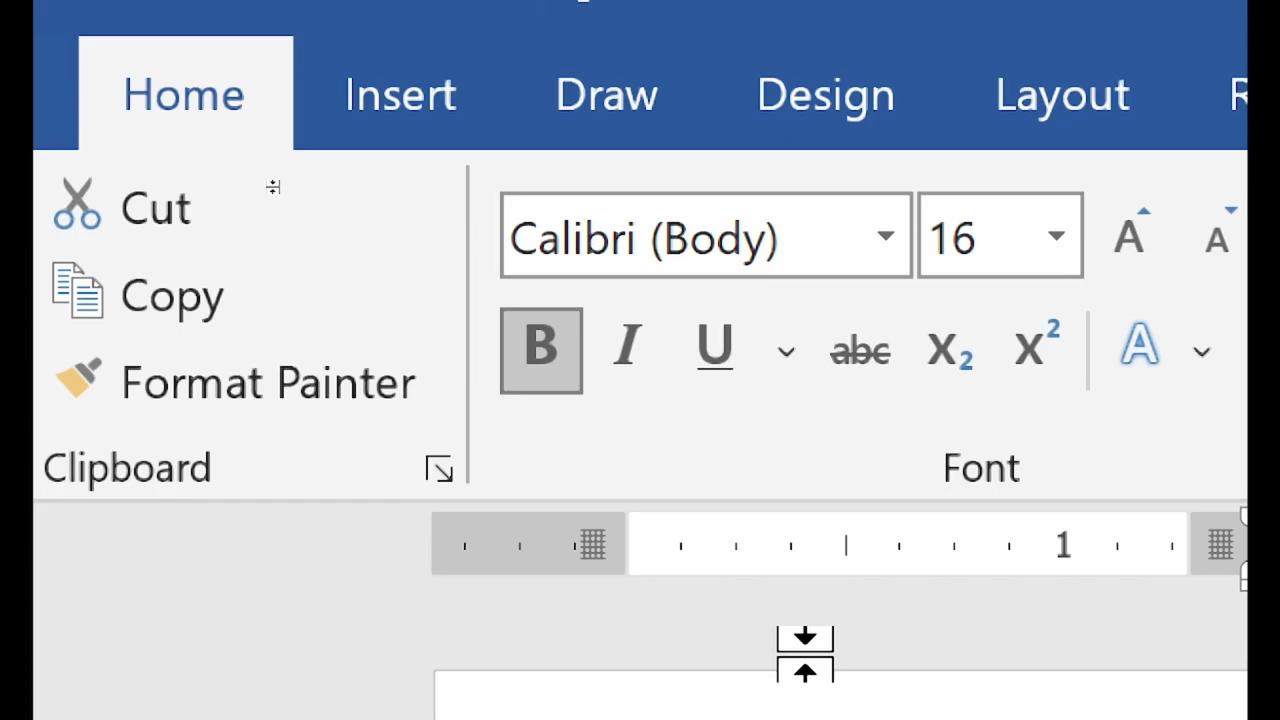 Home Insert Draw Design Layout
Cut
Copy
Format Painter
Clipboard
Calibri (Body) 16 A A
B I U abc X₂ X² A
Font
1